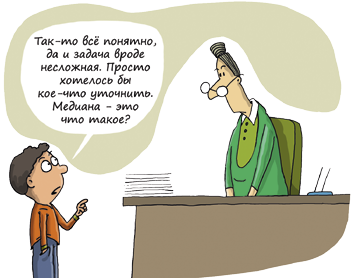 Так-то всё понятно,
да и задача вроде
несложная. Просто
хотелось бы
кое-что уточнить.
Медиана - это
что такое?